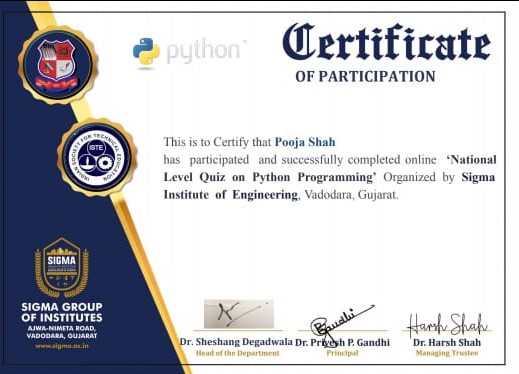 python™
Certificate
OF PARTICIPATION
INDIAN SOCIETY FOR TECHNICAL EDUCATION
ISTE
This is to Certify that Pooja Shah
has participated and successfully completed online 'National
Level Quiz on Python Programming' Organized by Sigma
Institute of Engineering, Vadodara, Gujarat.
SIGMA
SIGMA GROUP
OF INSTITUTES
AJWA-NIMETA ROAD,
VADODARA, GUJARAT
www.sigma.ac.in
Gandhi
Harsh Shah
Dr. Sheshang Degadwala Dr. Priyesh P. Gandhi Dr. Harsh Shah
Head of the Department Principal Managing Trustee